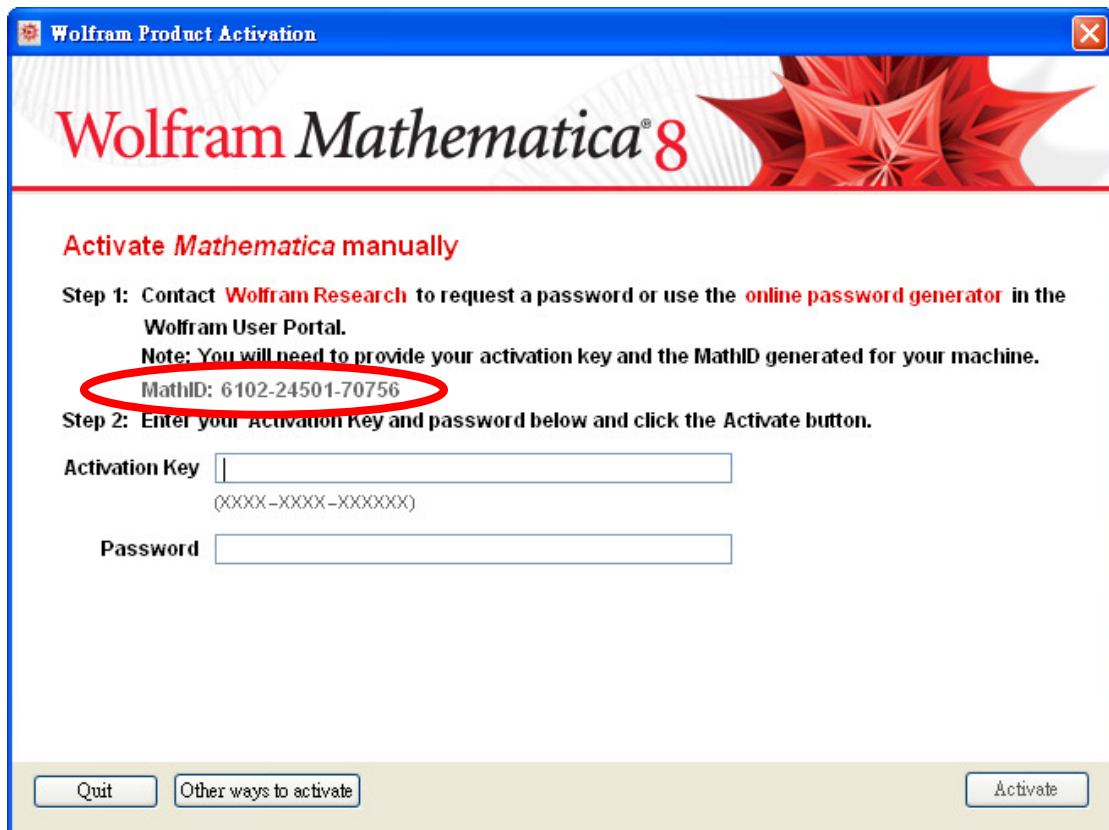 Wolfram Product Activation
Wolfram Mathematica® 8
Activate Mathematica manually
Step 1: Contact Wolfram Research to request a password or use the online password generator in the
Wolfram User Portal.
Note: You will need to provide your activation key and the MathID generated for your machine.
MathID: 6102-24501-70756
Step 2: Enter your Activation Key and password below and click the Activate button.
Activation Key
(XXXX-XXXX-XXXXXX)
Password
Quit Other ways to activate Activate